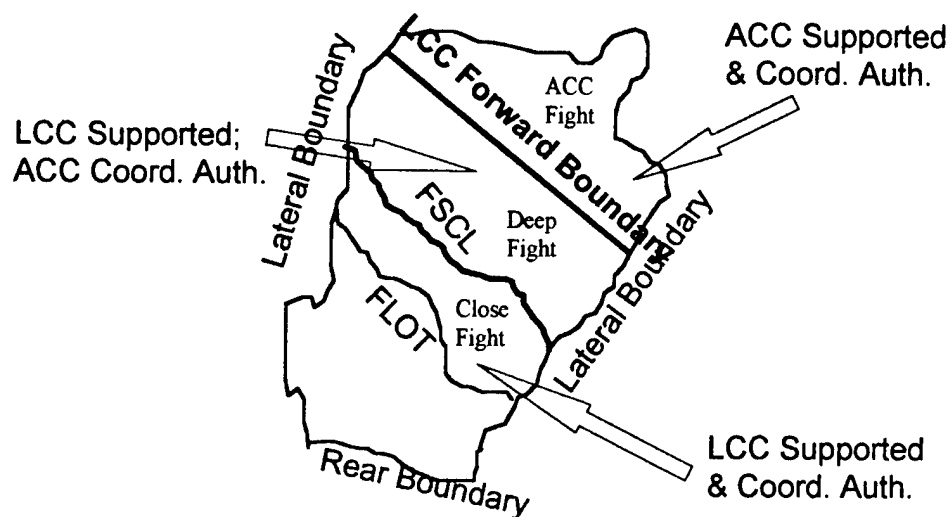 ACC Supported
& Coord. Auth.
LCC Forward Boundary
ACC
Fight
Lateral Boundary
LCC Supported;
ACC Coord. Auth.
FSCL
Deep
Fight
Lateral Boundary
FLOT
Close
Fight
LCC Supported
& Coord. Auth.
Rear Boundary